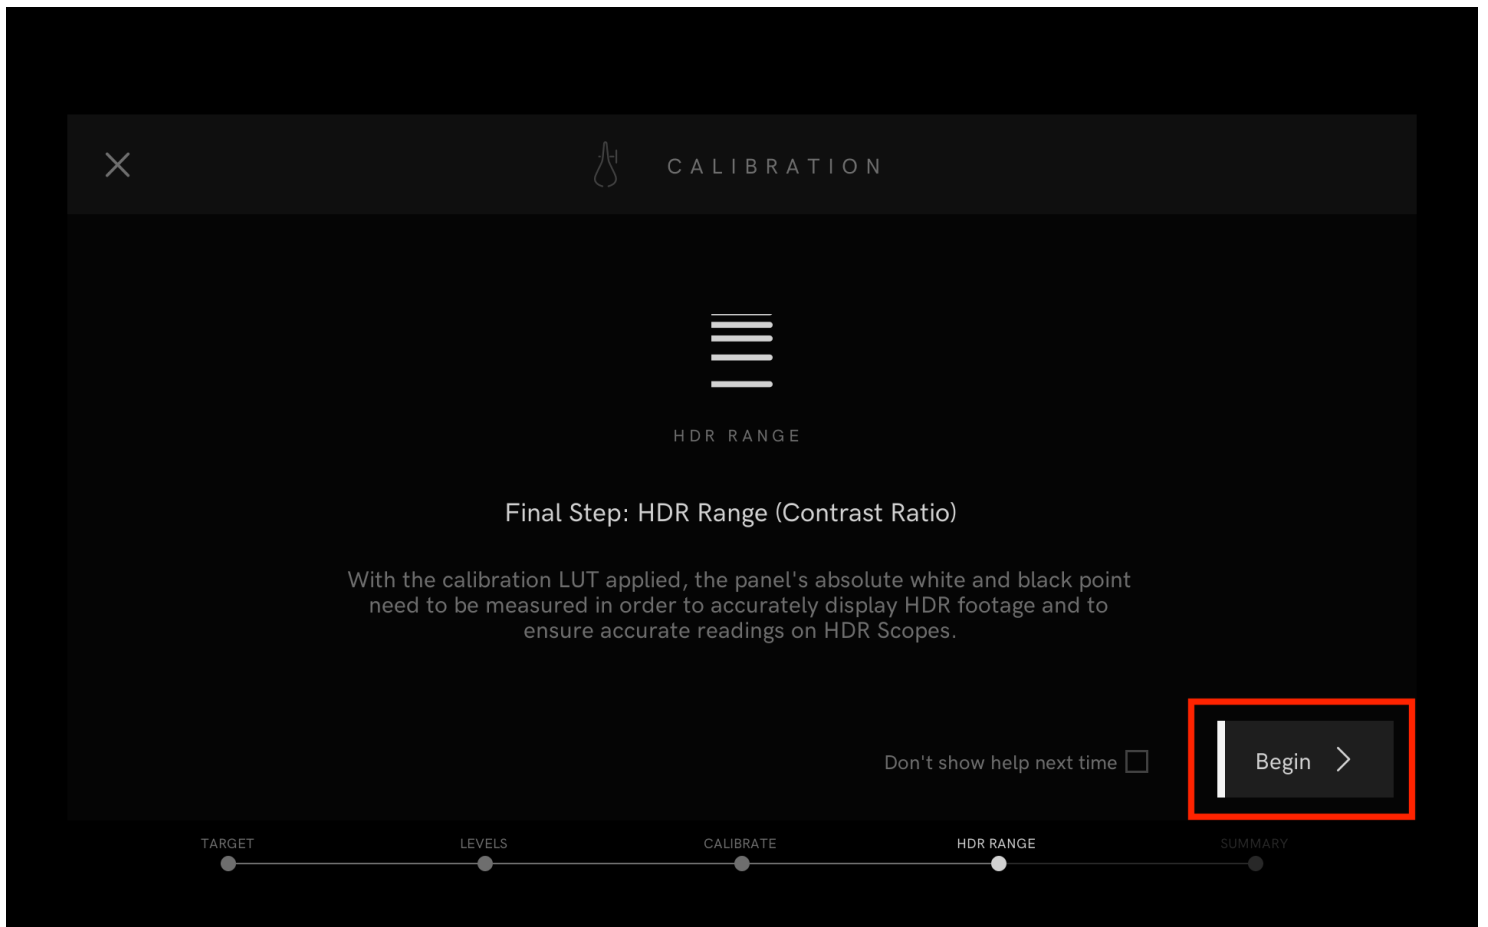 CALIBRATION
HDR RANGE
Final Step: HDR Range (Contrast Ratio)
With the calibration LUT applied, the panel's absolute white and black point
need to be measured in order to accurately display HDR footage and to
ensure accurate readings on HDR Scopes.
Don't show help next time
Begin
TARGET
LEVELS
CALIBRATE
HDR RANGE
SUMMARY